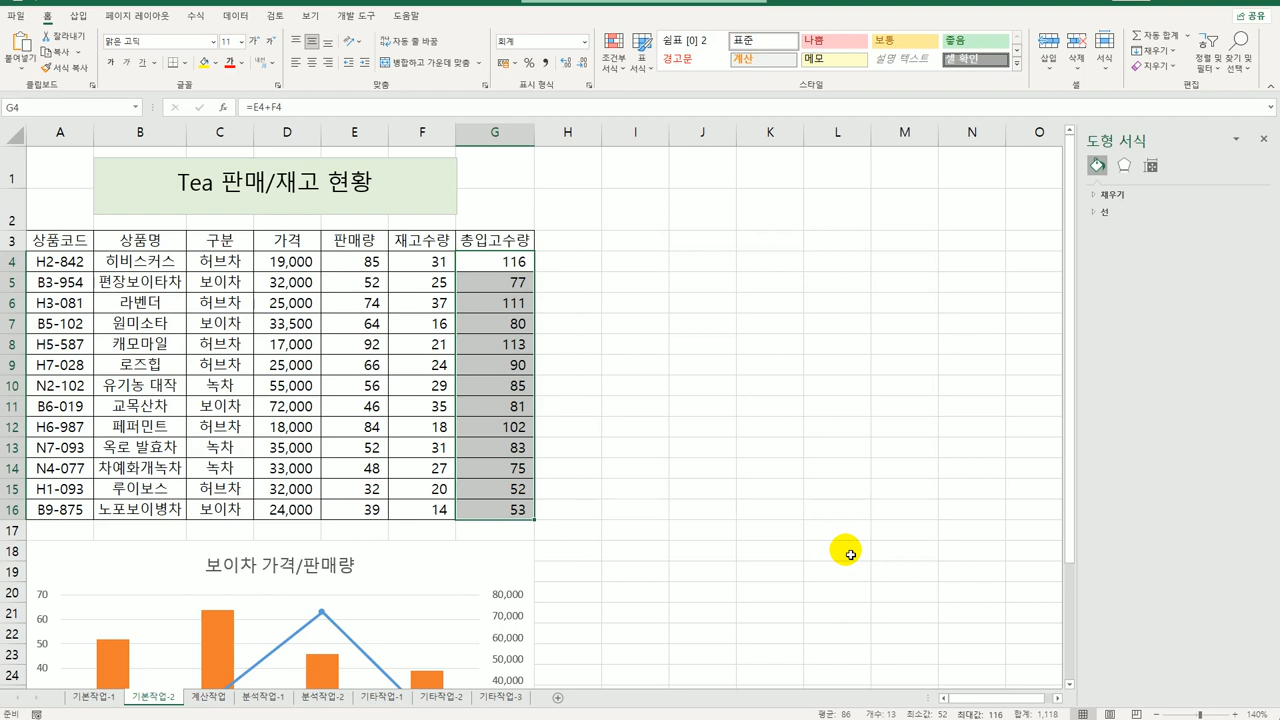 파일 홈 삽입 페이지 레이아웃 수식 데이터 검토 보기 개발 도구 도움말 공유
붙여넣기 잘라내기 복사 서식 복사
맑은 고딕 11 가 가
가 가 가 가
자동 줄 바꿈
병합하고 가운데 맞춤
회계
%
조건부 서식 표 서식
쉼표 [0] 2 표준 나쁨 보통 좋음
경고문 계산 메모 설명 텍스트 셀 확인
삽입 삭제 서식
자동 합계 채우기 지우기
정렬 및 필터 찾기 및 선택
클립보드 글꼴 맞춤 표시 형식 스타일 셀 편집
G4 fx =E4+F4
A B C D E F G H I J K L M N O
도형 서식
채우기
선
1 Tea 판매/재고 현황
2
3 상품코드 상품명 구분 가격 판매량 재고수량 총입고수량
4 H2-842 히비스커스 허브차 19,000 85 31 116
5 B3-954 편장보이타차 보이차 32,000 52 25 77
6 H3-081 라벤더 허브차 25,000 74 37 111
7 B5-102 원미소타 보이차 33,500 64 16 80
8 H5-587 캐모마일 허브차 17,000 92 21 113
9 H7-028 로즈힙 허브차 25,000 66 24 90
10 N2-102 유기농 대작 녹차 55,000 56 29 85
11 B6-019 교목산차 보이차 72,000 46 35 81
12 H6-987 페퍼민트 허브차 18,000 84 18 102
13 N7-093 옥로 발효차 녹차 35,000 52 31 83
14 N4-077 차예화개녹차 녹차 33,000 48 27 75
15 H1-093 루이보스 허브차 32,000 32 20 52
16 B9-875 노포보이병차 보이차 24,000 39 14 53
17
18 보이차 가격/판매량
19
20 70 80,000
21 60 70,000
22 60,000
23 50 50,000
24 40 40,000
기본작업-1 기본작업-2 계산작업 분석작업-1 분석작업-2 기타작업-1 기타작업-2 기타작업-3
준비 평균: 86 개수: 13 최소값: 52 최대값: 116 합계: 1,118 140%